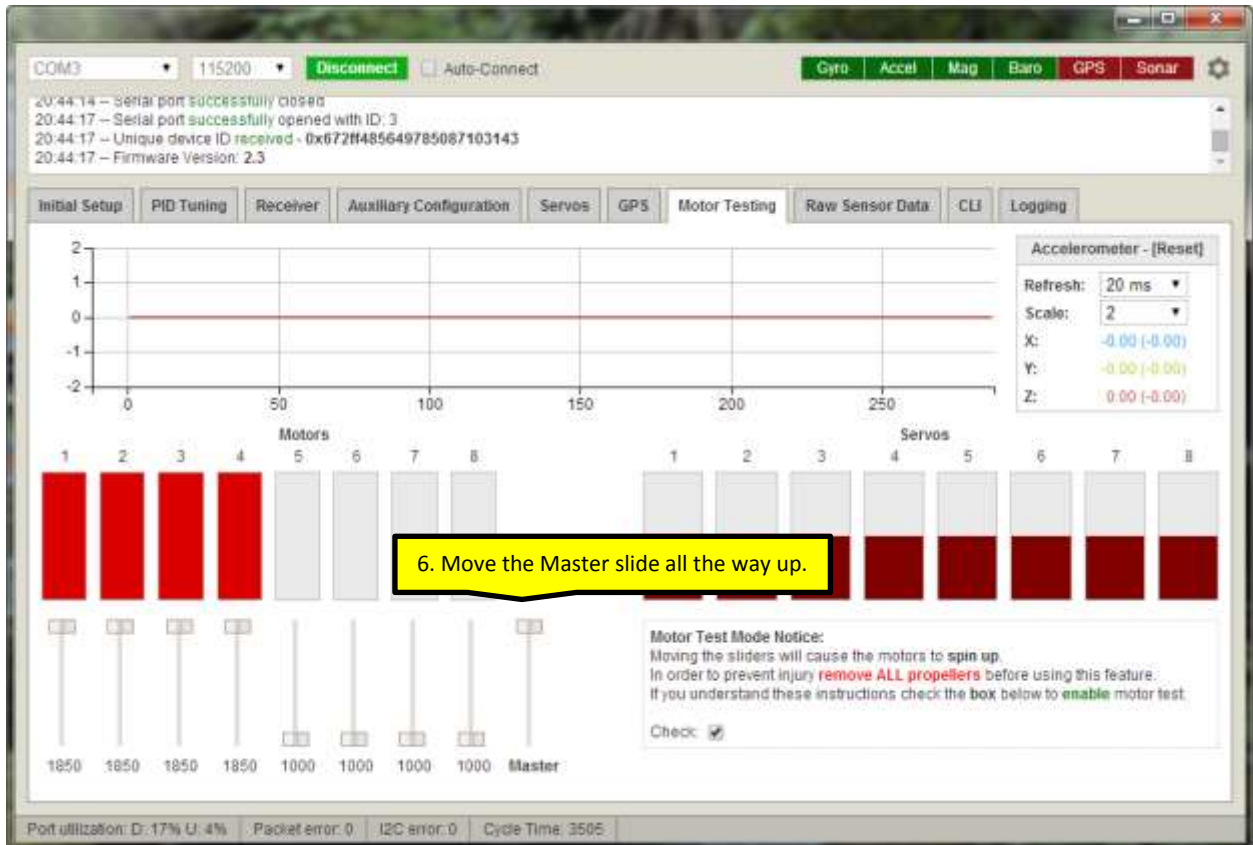 COM3 115200 Disconnect Auto-Connect Gyro Accel Mag Baro GPS Sonar
20:44:14 -- Serial port successfully closed
20:44:17 -- Serial port successfully opened with ID: 3
20:44:17 -- Unique device ID received - 0x672ff485649785087103143
20:44:17 -- Firmware Version: 2.3
Initial Setup PID Tuning Receiver Auxiliary Configuration Servos GPS Motor Testing Raw Sensor Data CLI Logging
2
1
0
-1
-2
0 50 100 150 200 250
Accelerometer - [Reset]
Refresh: 20 ms
Scale: 2
X: -0.00 (-0.00)
Y: -0.00 (-0.00)
Z: 0.00 (-0.00)
Motors
1 2 3 4 5 6 7 8
Servos
1 2 3 4 5 6 7 8
6. Move the Master slide all the way up.
1850 1850 1850 1850 1000 1000 1000 1000 Master
Motor Test Mode Notice:
Moving the sliders will cause the motors to spin up.
In order to prevent injury remove ALL propellers before using this feature.
If you understand these instructions check the box below to enable motor test.
Check:
Port utilization: D: 17% U: 4% Packet error: 0 I2C error: 0 Cycle Time: 3505